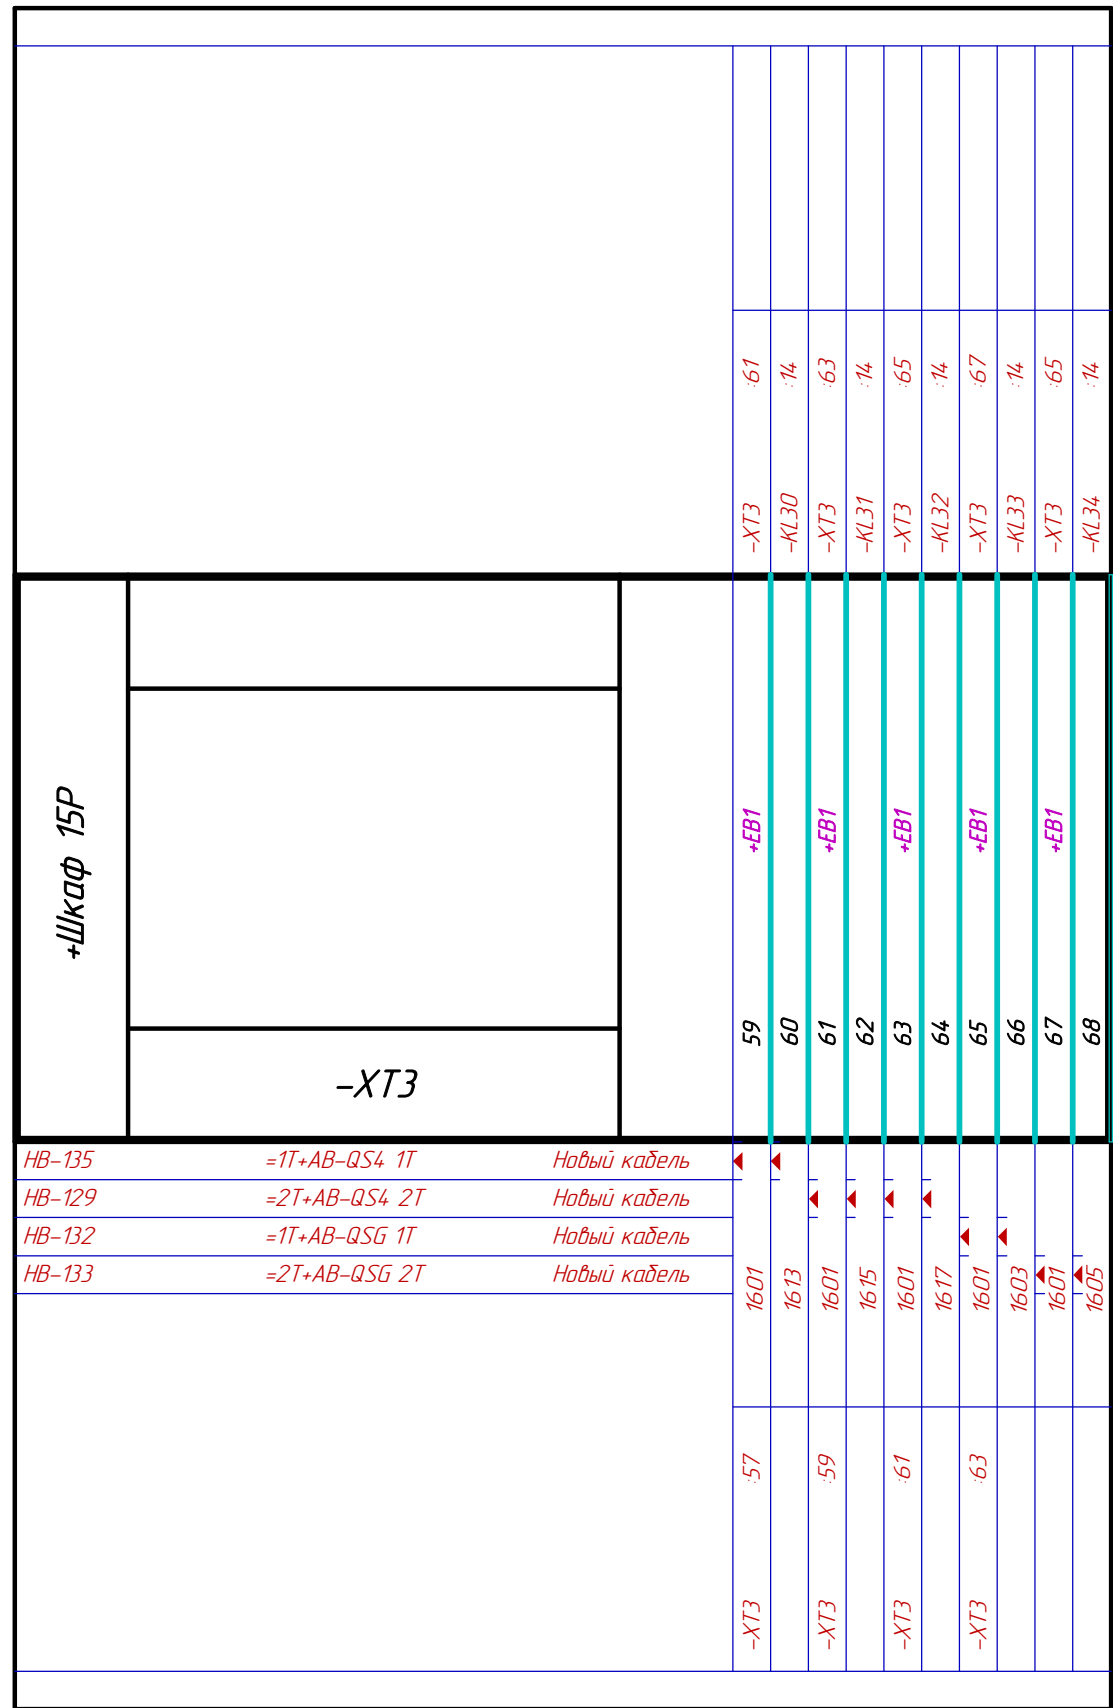 :61 :14 :63 :14 :65 :14 :67 :14 :65 :14
-XT3 -KL30 -XT3 -KL31 -XT3 -KL32 -XT3 -KL33 -XT3 -KL34
+Шкаф 15Р
+EB1 +EB1 +EB1 +EB1 +EB1
59 60 61 62 63 64 65 66 67 68
-XT3
НВ-135 =1T+AB-QS4 1T Новый кабель
НВ-129 =2T+AB-QS4 2T Новый кабель
НВ-132 =1T+AB-QSG 1T Новый кабель
НВ-133 =2T+AB-QSG 2T Новый кабель
1601 1613 1601 1615 1601 1617 1601 1603 1601 1605
:57 :59 :61 :63
-XT3 -XT3 -XT3 -XT3